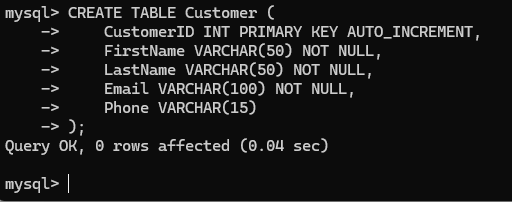 mysql> CREATE TABLE Customer (
    ->     CustomerID INT PRIMARY KEY AUTO_INCREMENT,
    ->     FirstName VARCHAR(50) NOT NULL,
    ->     LastName VARCHAR(50) NOT NULL,
    ->     Email VARCHAR(100) NOT NULL,
    ->     Phone VARCHAR(15)
    -> );
Query OK, 0 rows affected (0.04 sec)
mysql>